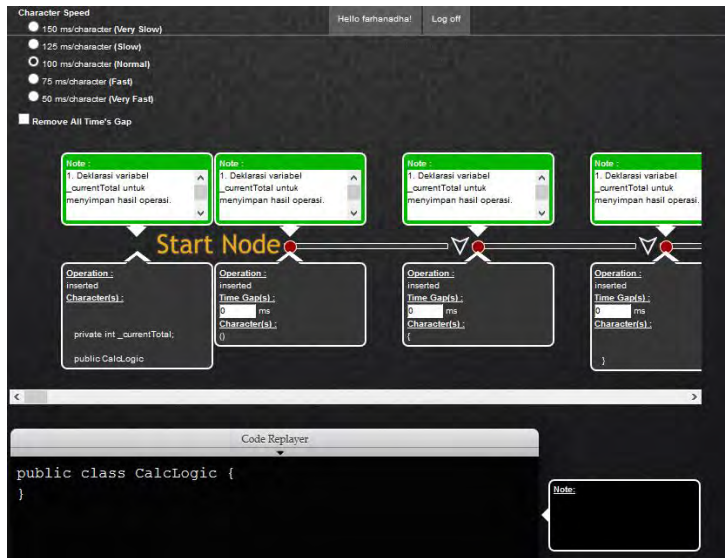 Character Speed
150 ms/character (Very Slow)
125 ms/character (Slow)
100 ms/character (Normal)
75 ms/character (Fast)
50 ms/character (Very Fast)
Remove All Time's Gap
Hello farhanadha!
Log off
Note :
1. Deklarasi variabel
_currentTotal untuk
menyimpan hasil operasi.
Note :
1. Deklarasi variabel
_currentTotal untuk
menyimpan hasil operasi.
Note :
1. Deklarasi variabel
_currentTotal untuk
menyimpan hasil operasi.
Note :
1. Deklarasi variabel
_currentTotal untuk
menyimpan hasil operasi.
Start Node
Operation :
inserted
Character(s) :
private int _currentTotal;
public CalcLogic
Operation :
inserted
Time Gap(s) :
0 ms
Character(s) :
()
Operation :
inserted
Time Gap(s) :
0 ms
Character(s) :
{
Operation :
inserted
Time Gap(s) :
0 ms
Character(s) :
}
Code Replayer
public class CalcLogic {
}
Note: